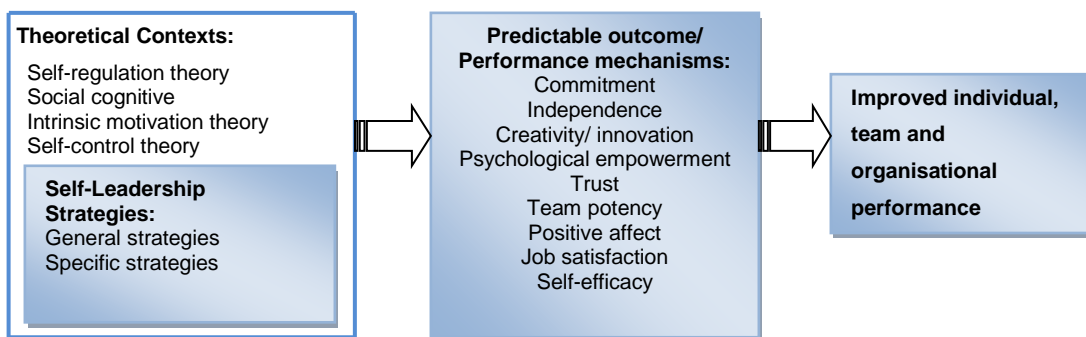 Theoretical Contexts:
Self-regulation theory
Social cognitive
Intrinsic motivation theory
Self-control theory
Self-Leadership
Strategies:
General strategies
Specific strategies
Predictable outcome/
Performance mechanisms:
Commitment
Independence
Creativity/ innovation
Psychological empowerment
Trust
Team potency
Positive affect
Job satisfaction
Self-efficacy
Improved individual,
team and
organisational
performance